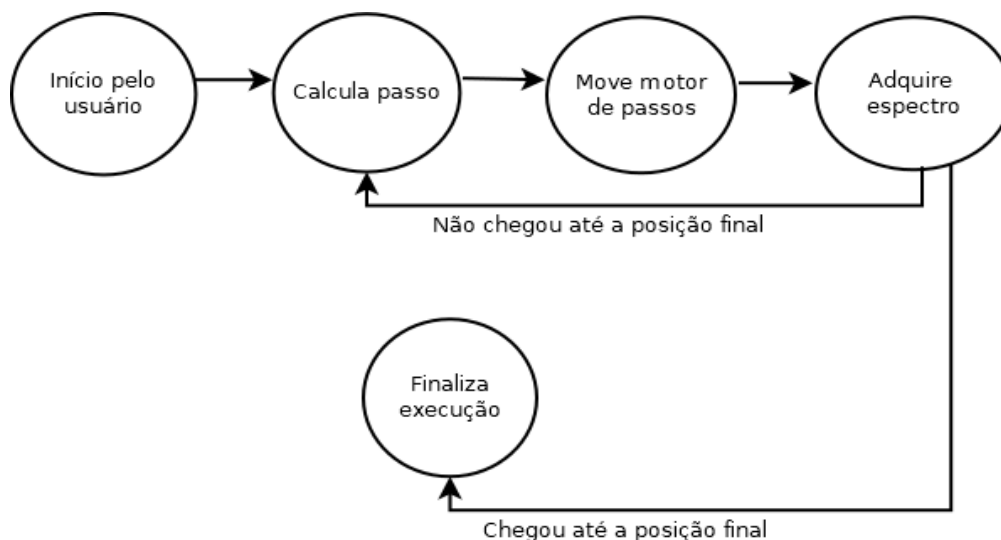 Início pelo
usuário
Calcula passo
Move motor
de passos
Adquire
espectro
Não chegou até a posição final
Finaliza
execução
Chegou até a posição final